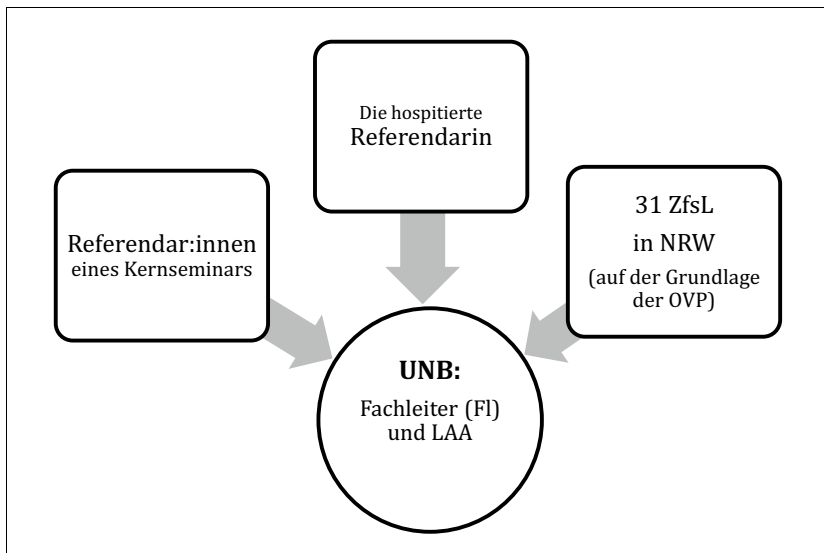 Die hospitierte
Referendarin
Referendar:innen
eines Kernseminars
31 ZfsL
in NRW
(auf der Grundlage
der OVP)
UNB:
Fachleiter (Fl)
und LAA